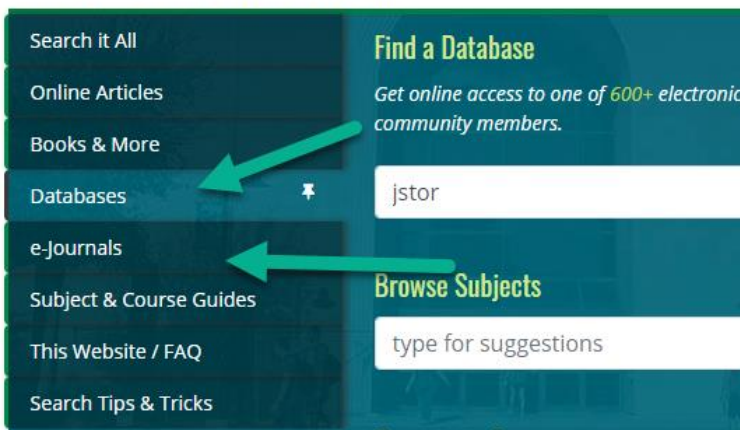 Search it All
Online Articles
Books & More
Databases
e-Journals
Subject & Course Guides
This Website / FAQ
Search Tips & Tricks
Find a Database
Get online access to one of 600+ electronic
community members.
jstor
Browse Subjects
type for suggestions